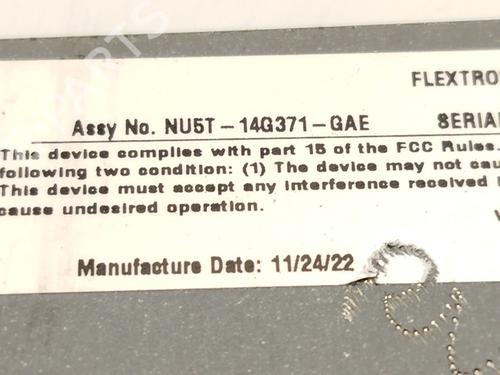 PARTS
FLEXTRO
Assy No. NU5T-14G371-GAE SERIAL
This device complies with part 15 of the FCC Rules.
following two condition: (1) The device may not cau
This device must accept any interference received
cause undesired operation.
Manufacture Date: 11/24/22